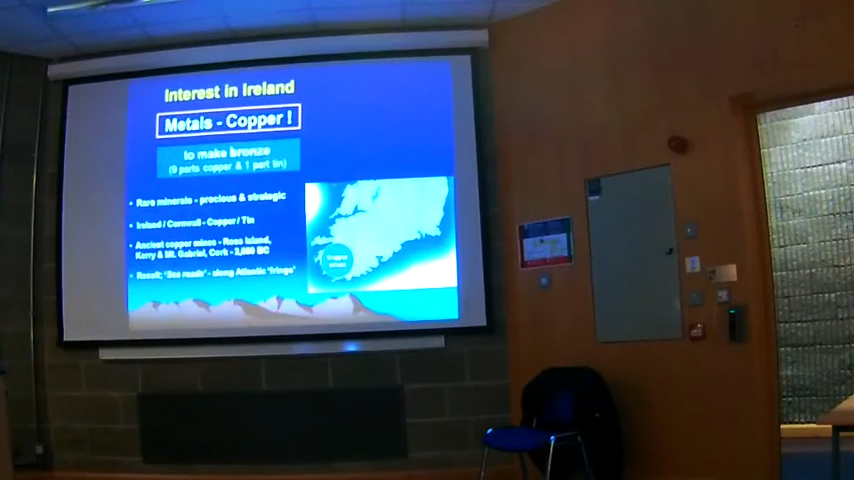 Interest in Ireland
Metals - Copper !
to make bronze
(9 parts copper & 1 part tin)
• Rare minerals - precious & strategic
• Ireland / Cornwall - Copper / Tin
• Ancient copper mines - Ross Island,
Kerry & Mt. Gabriel, Cork -
BC
• Result; 'Sea roads' - along Atlantic 'fringe'
Copper
mines